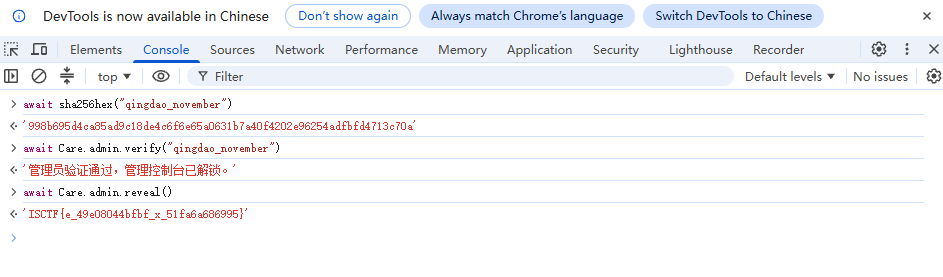 DevTools is now available in Chinese Don't show again Always match Chrome's language Switch DevTools to Chinese
Elements Console Sources Network Performance Memory Application Security Lighthouse Recorder
top Filter Default levels No issues
await sha256hex("qingdao_november")
'998b695d4ca85ad9c18de4c6f6e65a0631b7a40f4202e96254adfbfd4713c70a'
await Care.admin.verify("qingdao_november")
'管理员验证通过，管理控制台已解锁。'
await Care.admin.reveal()
'ISCTF{e_49e08044bfbf_x_51fa6a686995}'